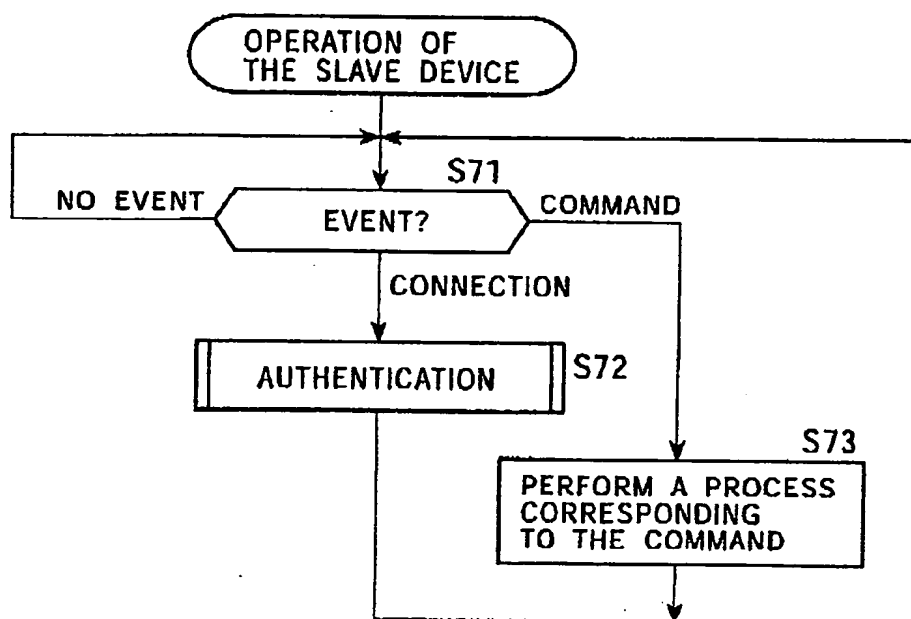 OPERATION OF
THE SLAVE DEVICE
S71
NO EVENT
EVENT?
COMMAND
CONNECTION
AUTHENTICATION
S72
S73
PERFORM A PROCESS
CORRESPONDING
TO THE COMMAND